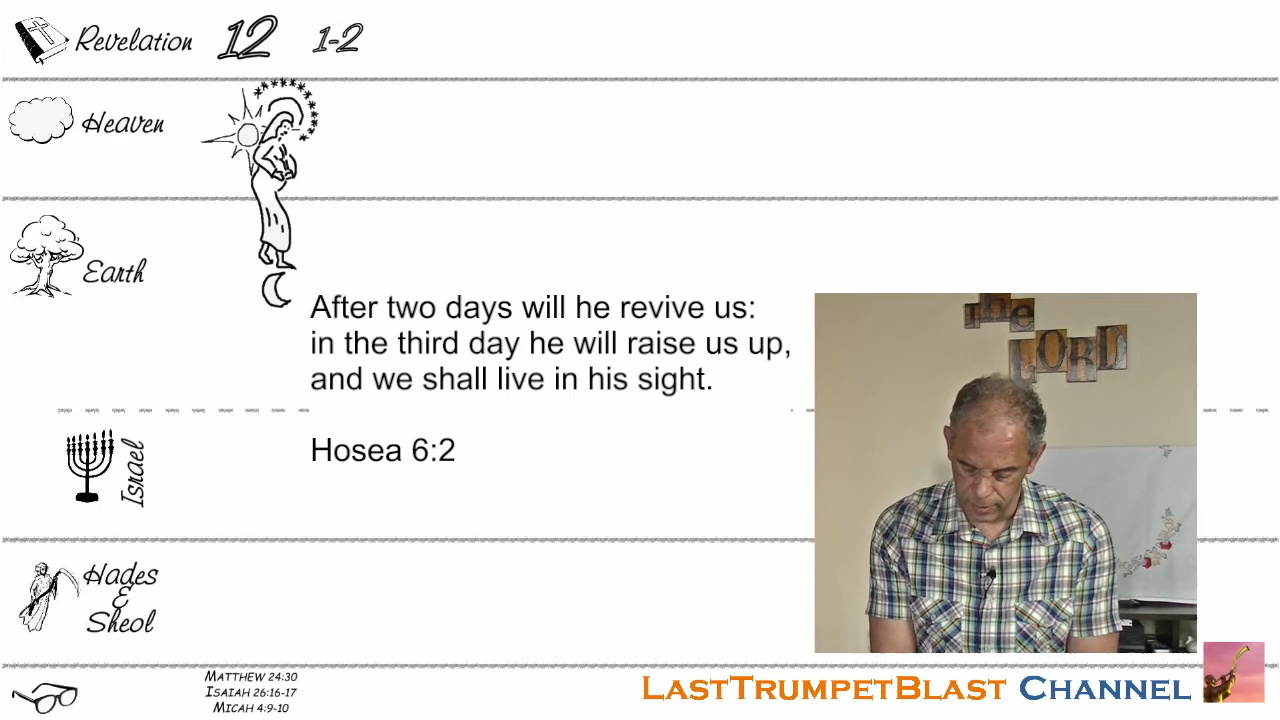 Revelation 12 1-2
Heaven
Earth
After two days will he revive us:
in the third day he will raise us up,
and we shall live in his sight.
Hosea 6:2
Israel
Hades
&
Sheol
The
LORD
MATTHEW 24:30
ISAIAH 26:16-17
MICAH 4:9-10
LASTTRUMPETBLAST CHANNEL